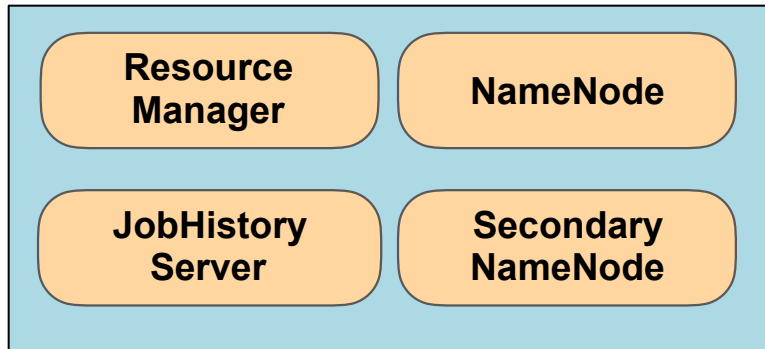 Resource
Manager
NameNode
JobHistory
Server
Secondary
NameNode